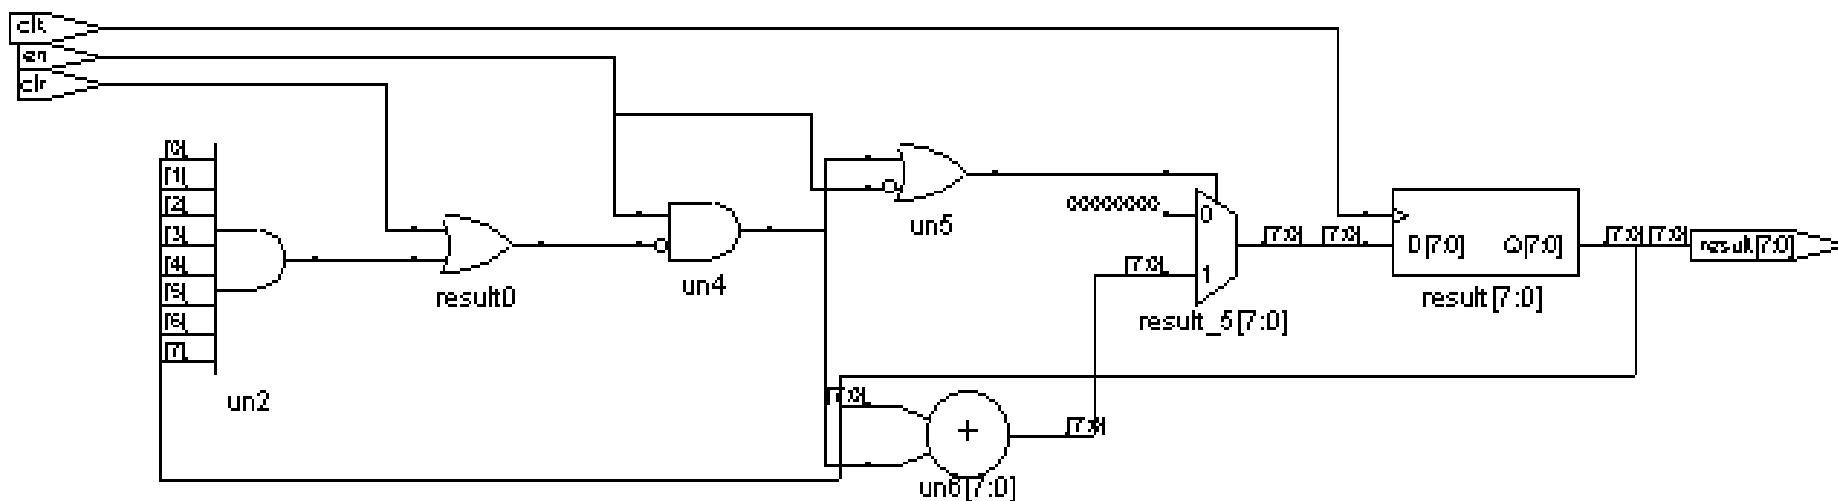 clk
en
clr
[0]
[1]
[2]
[3]
[4]
[5]
[6]
[7]
un2
result0
un4
un5
00000000
0
1
[7:0]
result_5[7:0]
[7:0]
[7:0]
D[7:0]
Q[7:0]
result[7:0]
[7:0]
[7:0]
result[7:0]
[7:0]
+
[7:0]
un6[7:0]